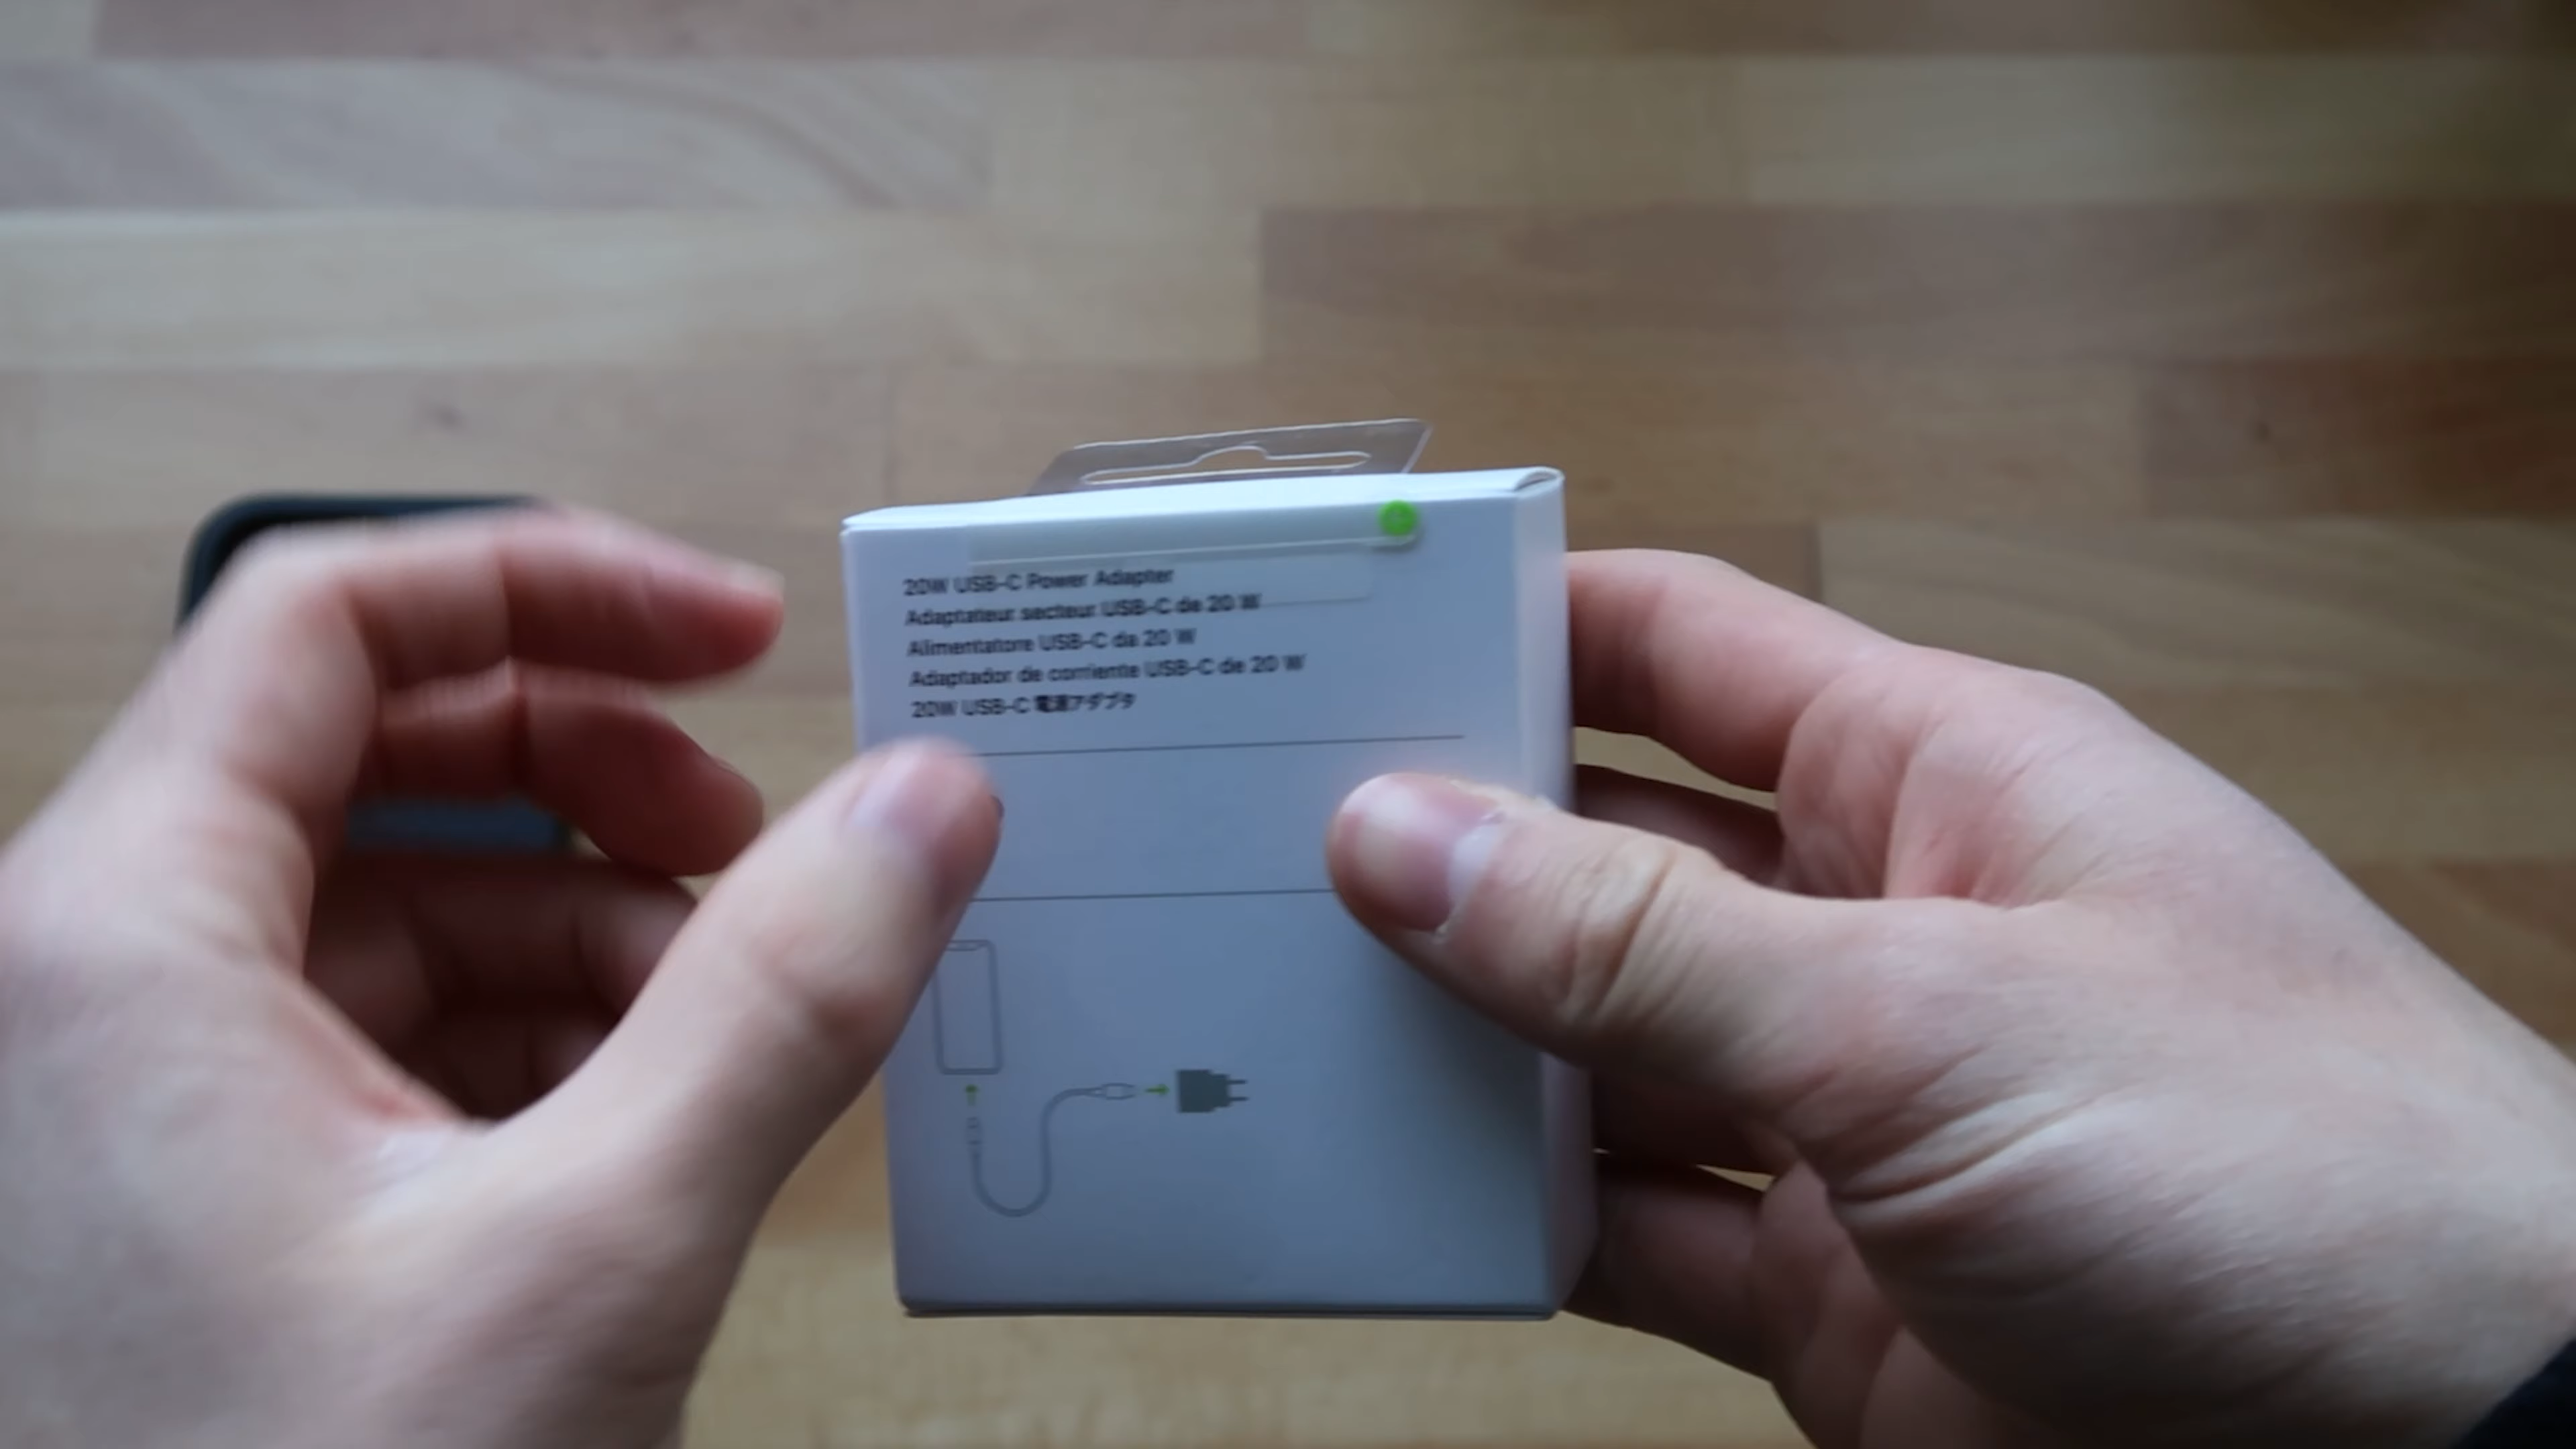 20W USB-C Power Adapter
Adaptateur secteur USB-C de 20 W
Alimentatore USB-C da 20 W
Adaptador de corriente USB-C de 20 W
20W USB-C 電源アダプタ